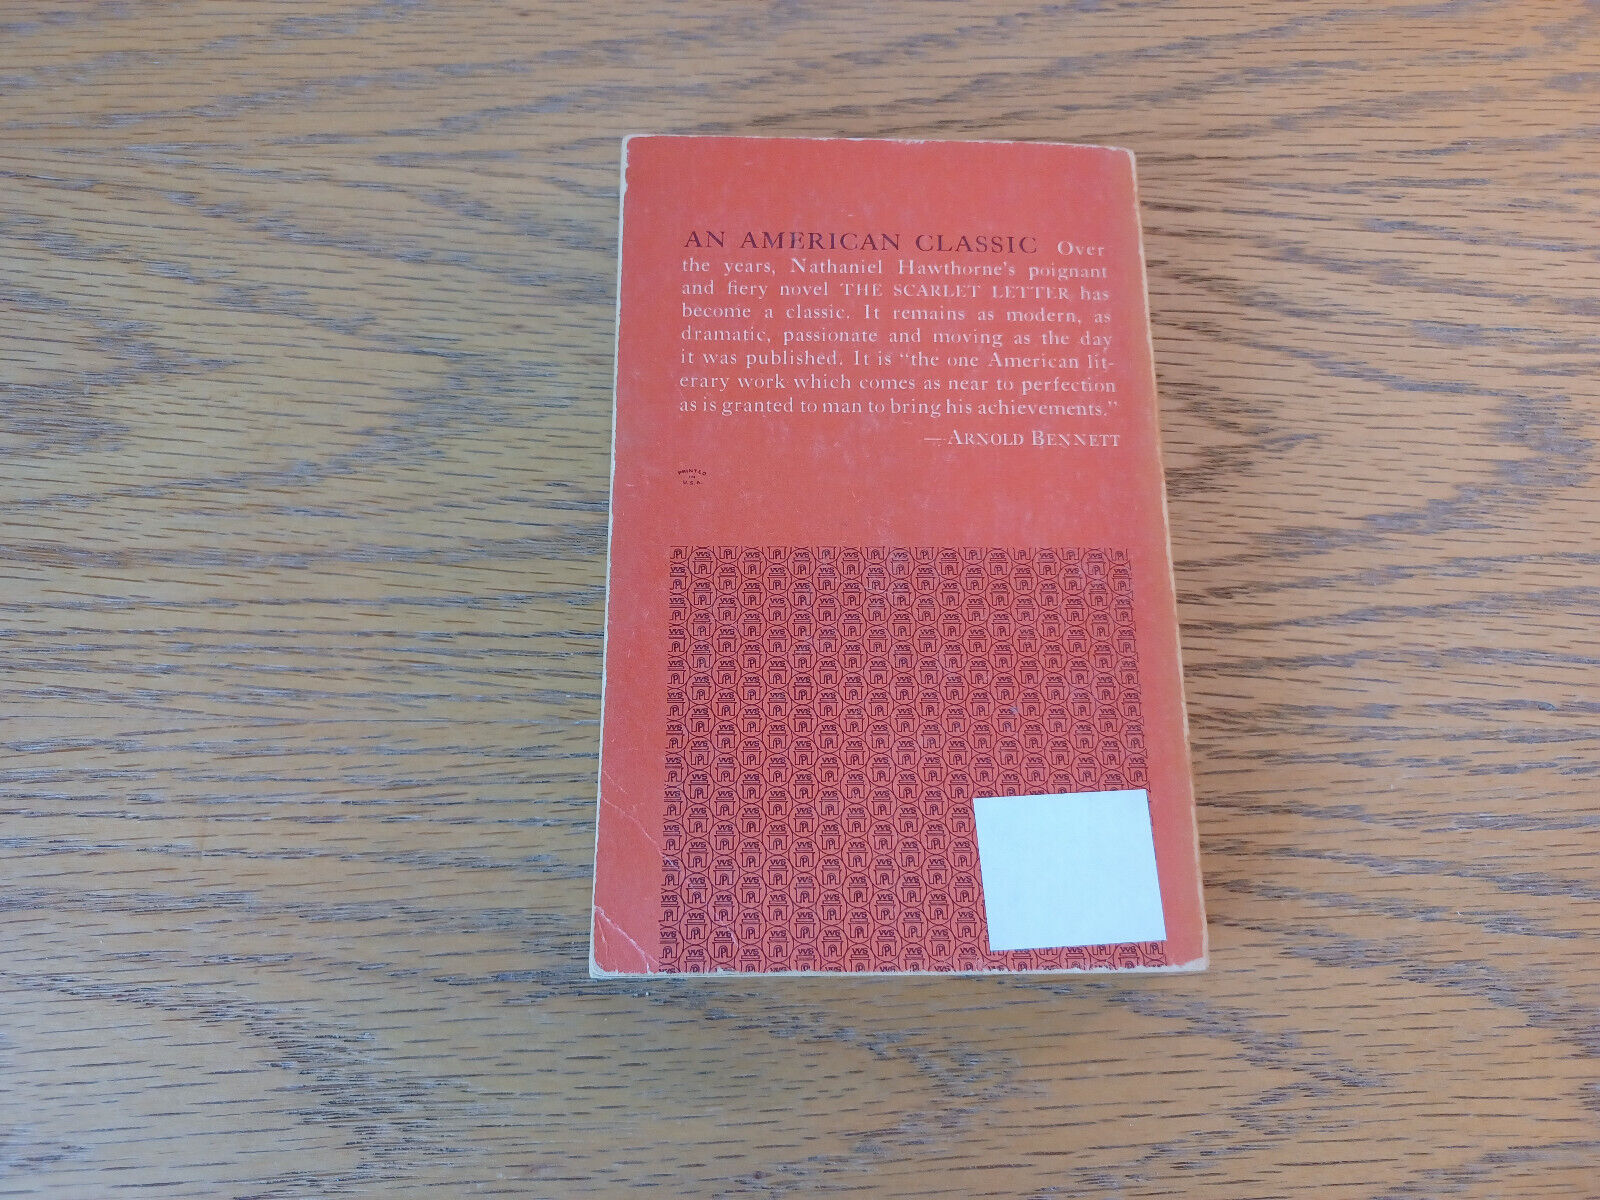 AN AMERICAN CLASSIC Over
the years, Nathaniel Hawthorne's poignant
and fiery novel THE SCARLET LETTER has
become a classic. It remains as modern, as
dramatic, passionate and moving as the day
it was published. It is "the one American lit-
erary work which comes as near to perfection
as is granted to man to bring his achievements."
— ARNOLD BENNETT
PRINTED
IN
U.S.A.